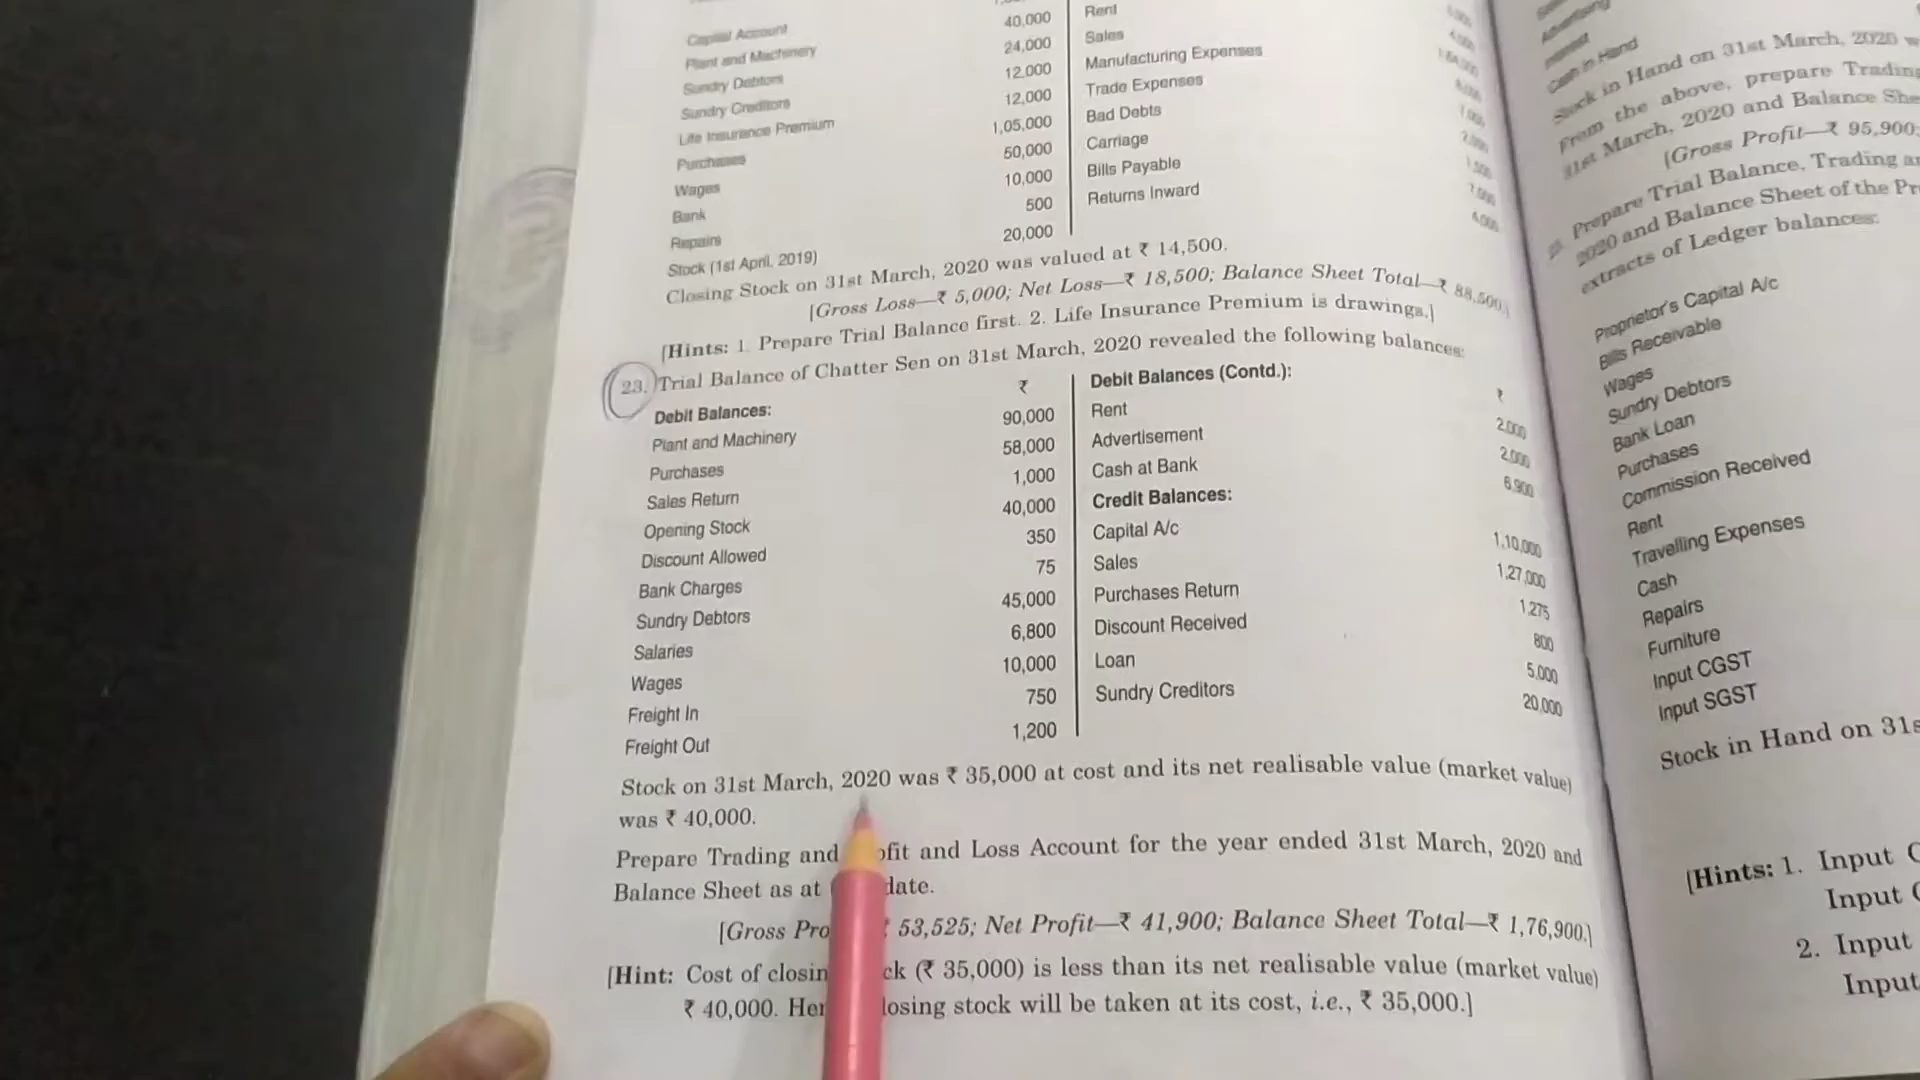 40,000
Rent
Capital Account
24,000
Sales
Plant and Machinery
12,000
Manufacturing Expenses
Sundry Debtors
12,000
Trade Expenses
Sundry Creditors
1,05,000
Bad Debts
Life Insurance Premium
50,000
Carriage
Purchases
10,000
Bills Payable
Wages
500
Returns Inward
Bank
20,000
Repairs
Stock (1st April, 2019)
Closing Stock on 31st March, 2020 was valued at ₹ 14,500.
[Gross Loss—₹ 5,000; Net Loss—₹ 18,500; Balance Sheet Total—₹ 88,500.]
[Hints: 1. Prepare Trial Balance first. 2. Life Insurance Premium is drawings.]
23. Trial Balance of Chatter Sen on 31st March, 2020 revealed the following balances:
Debit Balances: ₹
Plant and Machinery 90,000
Purchases 58,000
Sales Return 1,000
Opening Stock 40,000
Discount Allowed 350
Bank Charges 75
Sundry Debtors 45,000
Salaries 6,800
Wages 10,000
Freight In 750
Freight Out 1,200
Debit Balances (Contd.): ₹
Rent 2,000
Advertisement 2,000
Cash at Bank 6,900
Credit Balances:
Capital A/c 1,10,000
Sales 1,27,000
Purchases Return 1,275
Discount Received 800
Loan 5,000
Sundry Creditors 20,000
Stock on 31st March, 2020 was ₹ 35,000 at cost and its net realisable value (market value)
was ₹ 40,000.
Prepare Trading and ofit and Loss Account for the year ended 31st March, 2020 and
Balance Sheet as at date.
[Gross Pro 53,525; Net Profit—₹ 41,900; Balance Sheet Total—₹ 1,76,900.]
[Hint: Cost of closin ck (₹ 35,000) is less than its net realisable value (market value)
₹ 40,000. Her losing stock will be taken at its cost, i.e., ₹ 35,000.]
Advertising
Interest
Cash in Hand
Stock in Hand on 31st March, 2020 w
From the above, prepare Trading
31st March, 2020 and Balance She
[Gross Profit—₹ 95,900;
Prepare Trial Balance, Trading a
2020 and Balance Sheet of the Pr
extracts of Ledger balances:
Proprietor's Capital A/c
Bills Receivable
Wages
Sundry Debtors
Bank Loan
Purchases
Commission Received
Rent
Travelling Expenses
Cash
Repairs
Furniture
Input CGST
Input SGST
Stock in Hand on 31s
[Hints: 1. Input C
Input C
2. Input
Input